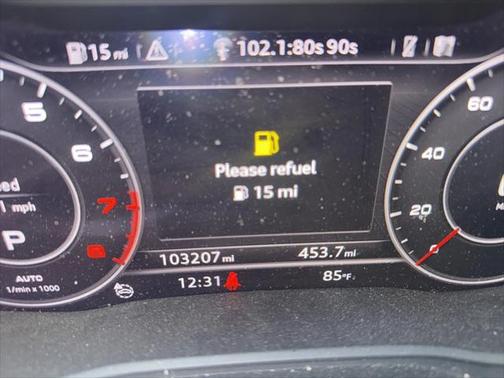 15 mi 102.1:80s 90s
Please refuel
15 mi
5
6
7
8
1 mph
P
AUTO
1/min x 1000
60
40
20
0
103207 mi 453.7 mi
12:31 85°F